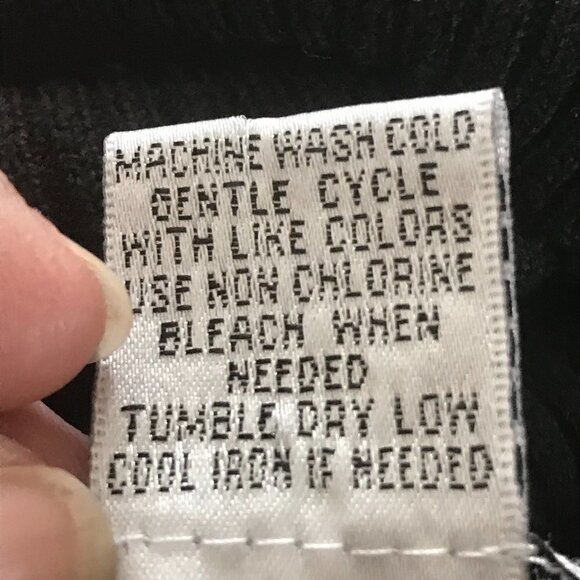 MACHINE WASH COLD
GENTLE CYCLE
WITH LIKE COLORS
USE NON CHLORINE
BLEACH WHEN
NEEDED
TUMBLE DRY LOW
COOL IRON IF NEEDED